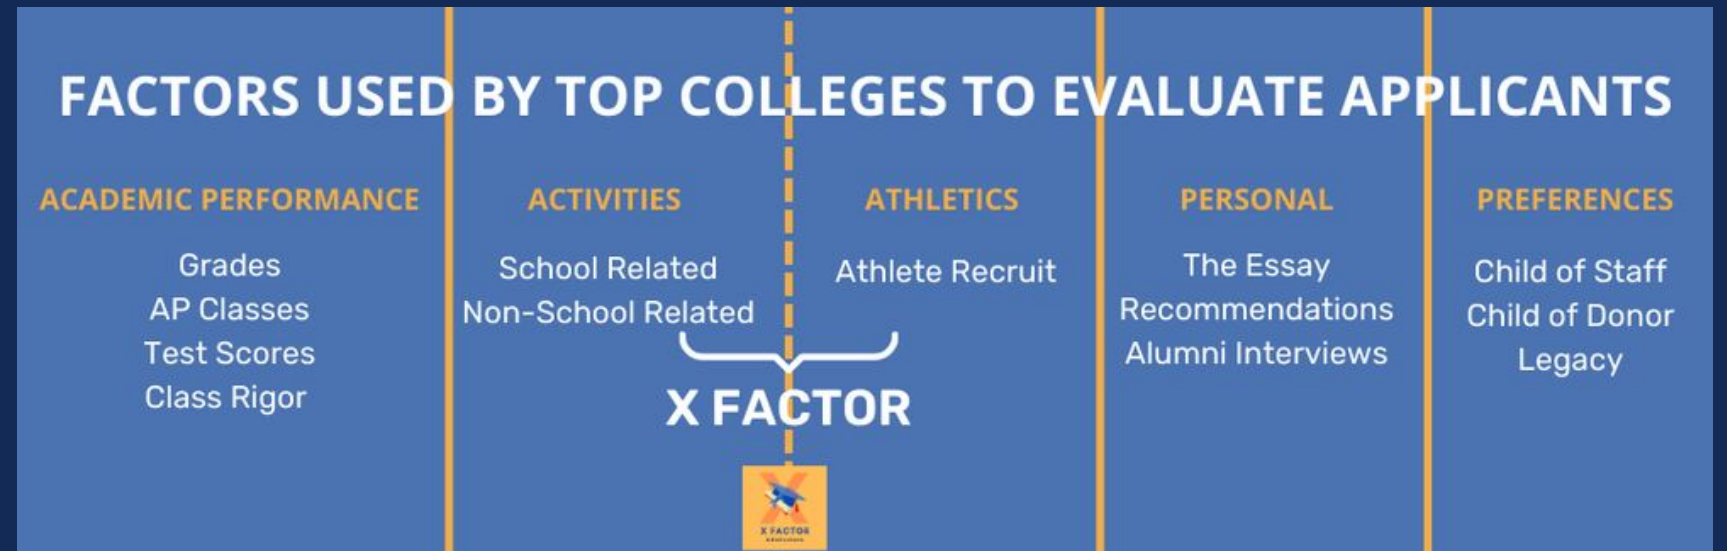 FACTORS USED BY TOP COLLEGES TO EVALUATE APPLICANTS
ACADEMIC PERFORMANCE
Grades
AP Classes
Test Scores
Class Rigor
ACTIVITIES
School Related
Non-School Related
ATHLETICS
Athlete Recruit
X FACTOR
PERSONAL
The Essay
Recommendations
Alumni Interviews
PREFERENCES
Child of Staff
Child of Donor
Legacy
X FACTOR